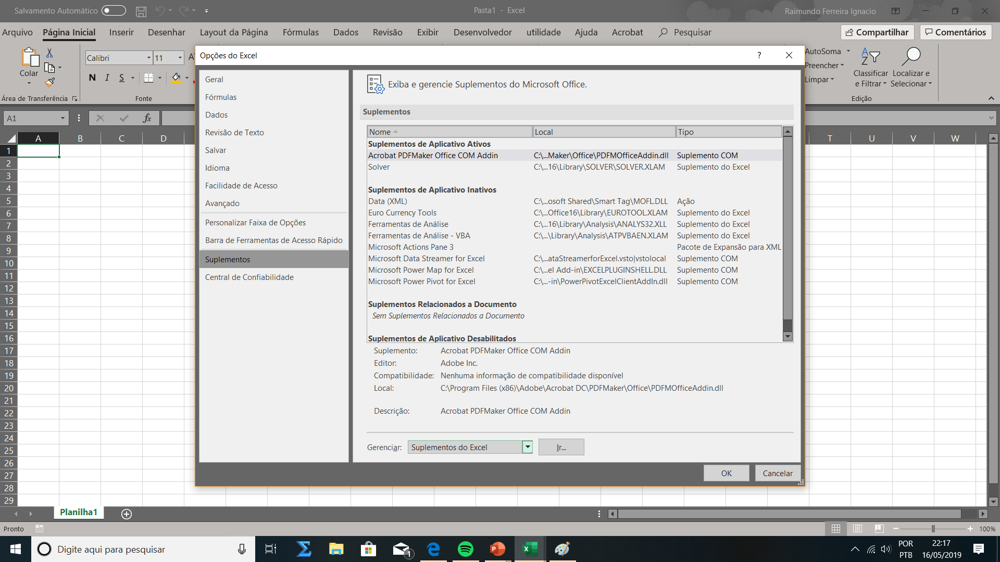 Salvamento Automático
Pasta1 - Excel
Raimundo Ferreira Ignacio
Arquivo Página Inicial Inserir Desenhar Layout da Página Fórmulas Dados Revisão Exibir Desenvolvedor utilidade Ajuda Acrobat Pesquisar
Compartilhar
Comentários
Colar
Área de Transferência
Calibri 11
N I S
Fonte
AutoSoma
Preencher
Limpar
Classificar
e Filtrar
Localizar e
Selecionar
Edição
A1
fx
A B C D T U V W
1
2
3
4
5
6
7
8
9
10
11
12
13
14
15
16
17
18
19
20
21
22
23
24
25
26
27
28
29
Opções do Excel
?
Geral
Fórmulas
Dados
Revisão de Texto
Salvar
Idioma
Facilidade de Acesso
Avançado
Personalizar Faixa de Opções
Barra de Ferramentas de Acesso Rápido
Suplementos
Central de Confiabilidade
Exiba e gerencie Suplementos do Microsoft Office.
Suplementos
Nome Local Tipo
Suplementos de Aplicativo Ativos
Acrobat PDFMaker Office COM Addin C:\...Maker\Office\PDFMOfficeAddin.dll Suplemento COM
Solver C:\...16\Library\SOLVER\SOLVER.XLAM Suplemento do Excel
Suplementos de Aplicativo Inativos
Data (XML) C:\...osoft Shared\Smart Tag\MOFL.DLL Ação
Euro Currency Tools C:\...Office16\Library\EUROTOOL.XLAM Suplemento do Excel
Ferramentas de Análise C:\...16\Library\Analysis\ANALYS32.XLL Suplemento do Excel
Ferramentas de Análise - VBA C:\...\Library\Analysis\ATPVBAEN.XLAM Suplemento do Excel
Microsoft Actions Pane 3 Pacote de Expansão para XML
Microsoft Data Streamer for Excel C:\...ataStreamerforExcel.vsto|vstolocal Suplemento COM
Microsoft Power Map for Excel C:\...el Add-in\EXCELPLUGINSHELL.DLL Suplemento COM
Microsoft Power Pivot for Excel C:\...-in\PowerPivotExcelClientAddIn.dll Suplemento COM
Suplementos Relacionados a Documento
Sem Suplementos Relacionados a Documento
Suplementos de Aplicativo Desabilitados
Suplemento: Acrobat PDFMaker Office COM Addin
Editor: Adobe Inc.
Compatibilidade: Nenhuma informação de compatibilidade disponível
Local: C:\Program Files (x86)\Adobe\Acrobat DC\PDFMaker\Office\PDFMOfficeAddin.dll
Descrição: Acrobat PDFMaker Office COM Addin
Gerenciar: Suplementos do Excel Ir...
OK Cancelar
Planilha1
Pronto
100%
Digite aqui para pesquisar
1
POR
PTB
22:17
16/05/2019